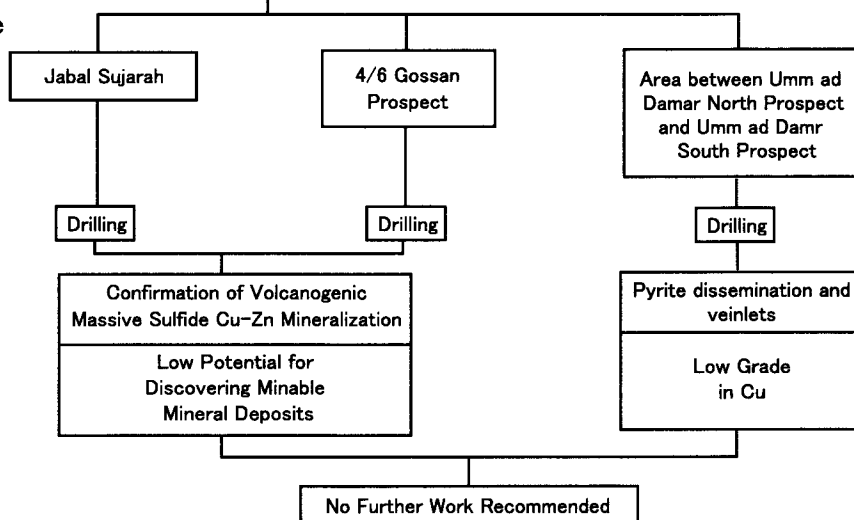 e
Jabal Sujarah
4/6 Gossan
Prospect
Area between Umm ad
Damar North Prospect
and Umm ad Damr
South Prospect
Drilling
Drilling
Drilling
Confirmation of Volcanogenic
Massive Sulfide Cu-Zn Mineralization
Low Potential for
Discovering Minable
Mineral Deposits
Pyrite dissemination and
veinlets
Low Grade
in Cu
No Further Work Recommended